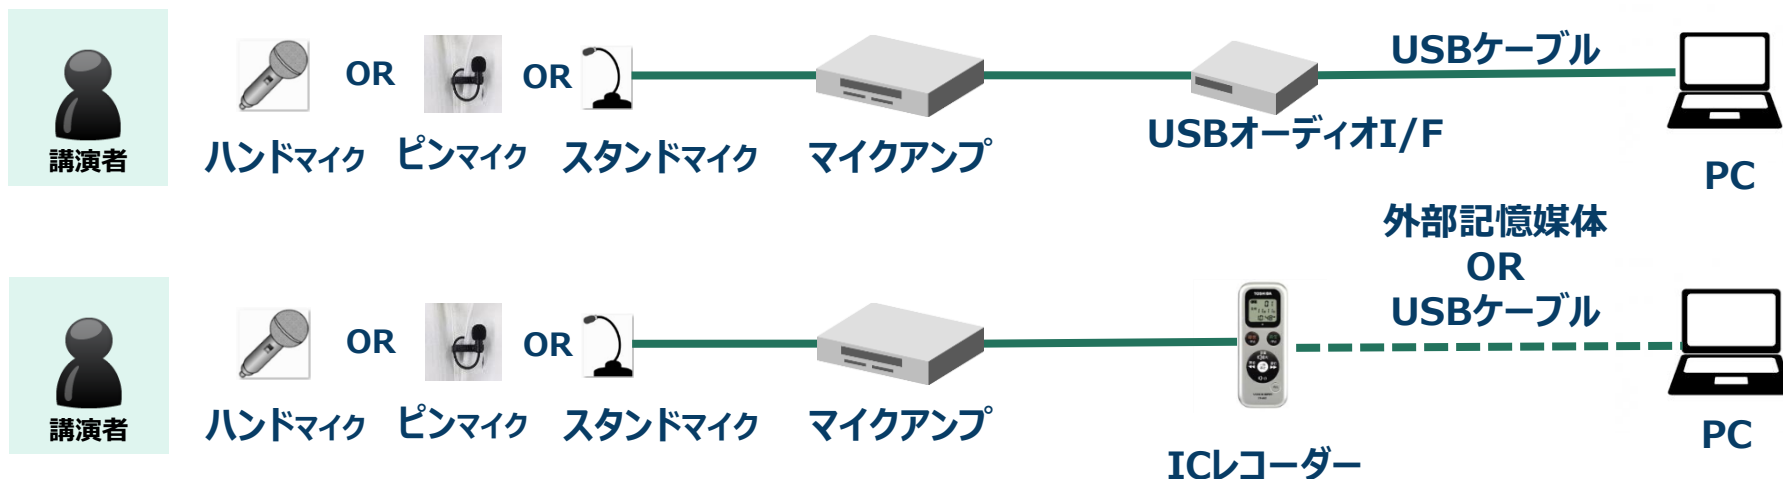 USBケーブル
OR
OR
講演者
ハンドマイク
ピンマイク
スタンドマイク
マイクアンプ
USBオーディオI/F
PC
外部記憶媒体
OR
USBケーブル
OR
OR
TOSHIBA
講演者
ハンドマイク
ピンマイク
スタンドマイク
マイクアンプ
ICレコーダー
PC